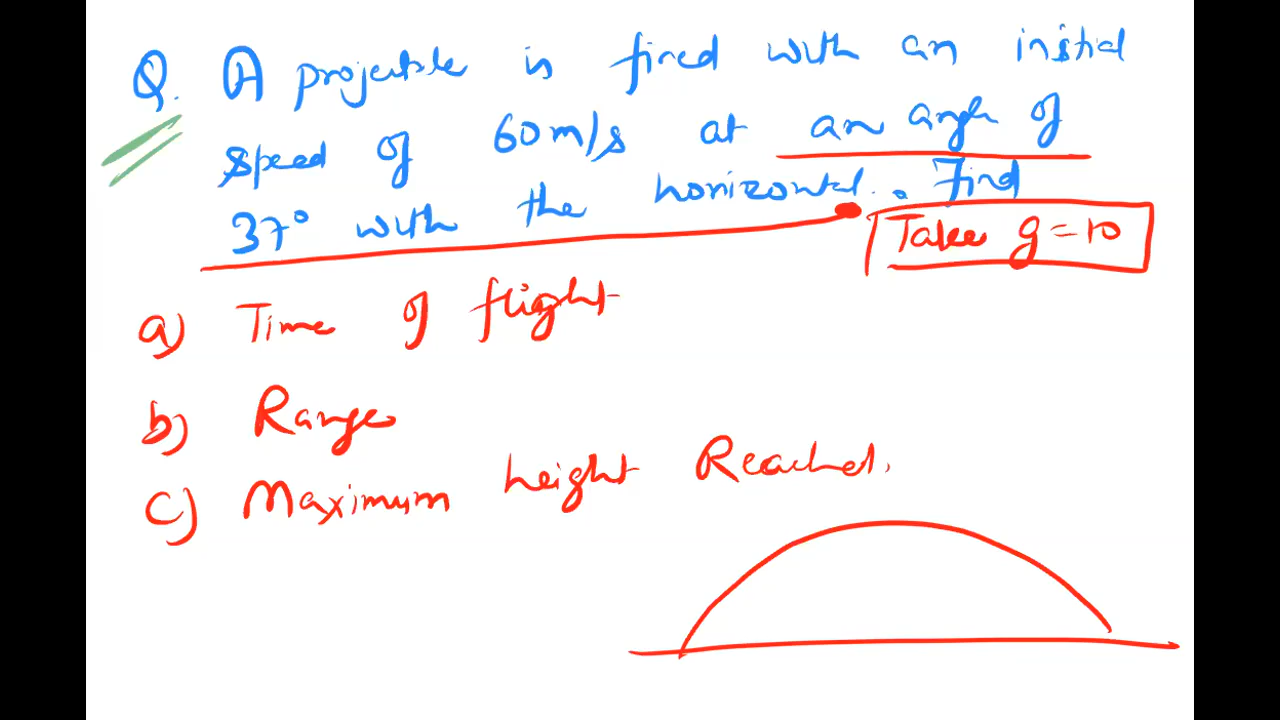 Q. A projectile is fired with an initial
speed of 60 m/s at an angle of
37° with the horizontal. Find
Take g = 10
a) Time of flight
b) Range
c) Maximum height Reached.